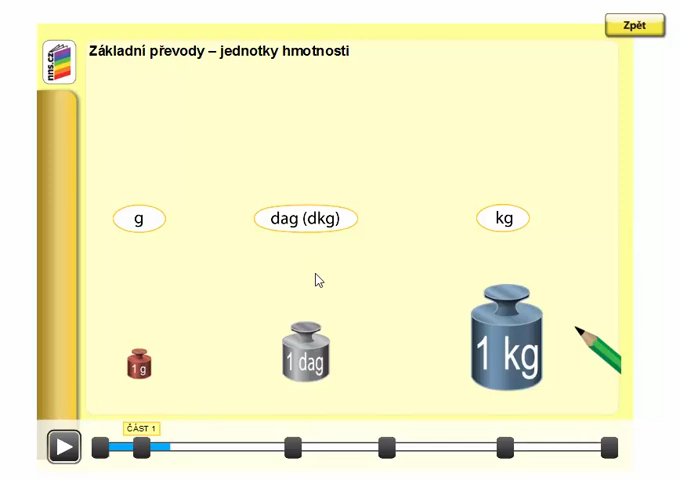 Zpět
nns.cz
Základní převody – jednotky hmotnosti
g
dag (dkg)
kg
1 g
1 dag
1 kg
ČÁST 1